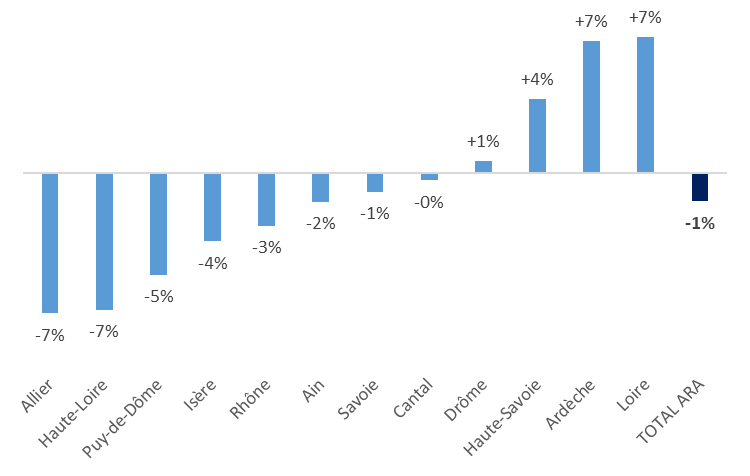 +7%
+7%
+4%
+1%
-0%
-1%
-2%
-1%
-3%
-4%
-5%
-7%
-7%
Allier
Haute-Loire
Puy-de-Dôme
Isère
Rhône
Ain
Savoie
Cantal
Drôme
Haute-Savoie
Ardèche
Loire
TOTAL ARA